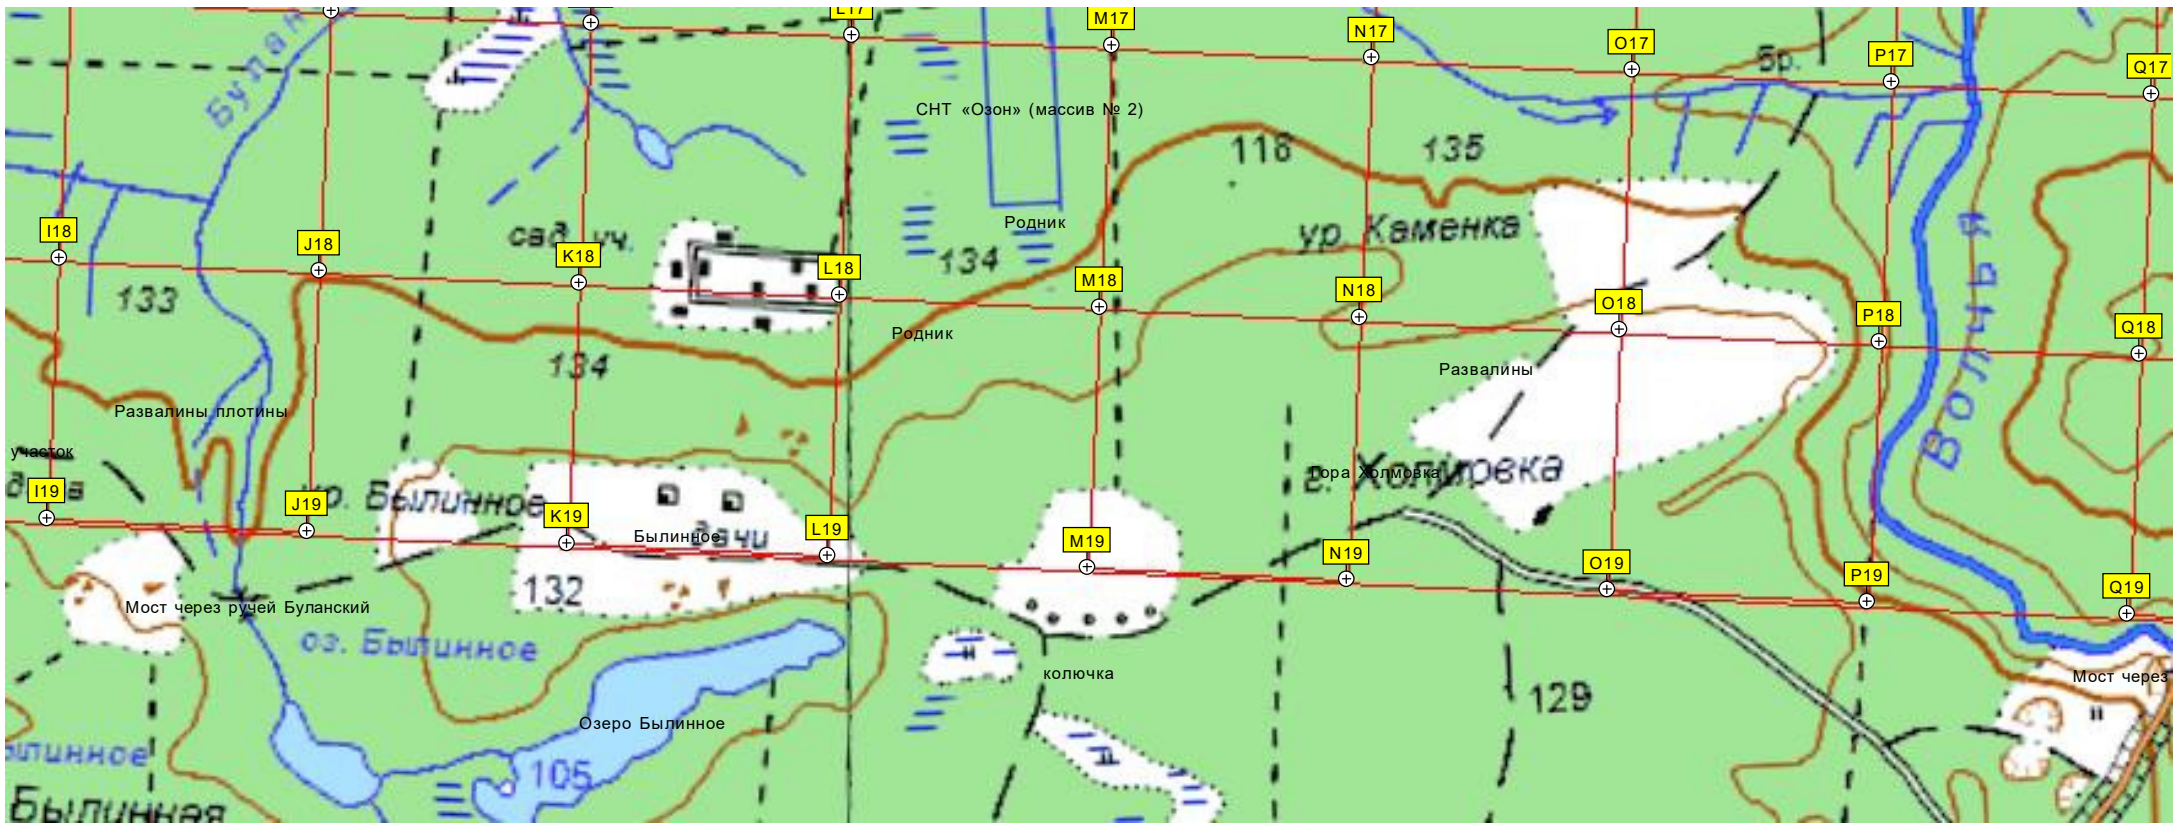 L17
M17
N17
O17
P17
Q17
Булан
Бр.
СНТ «Озон» (массив № 2)
118
135
Родник
I18
J18
K18
L18
M18
N18
O18
P18
Q18
сад. уч.
134
ур. Каменка
Волчья
133
Родник
134
Развалины
Развалины плотины
участок
Гора Холмовка
г. Холмовка
I19
J19
K19
L19
M19
N19
O19
P19
Q19
ур. Былинное
Былинное
дачи
132
Мост через ручей Буланский
оз. Былинное
колючка
Мост через
129
Озеро Былинное
ылинное
105
Былинная